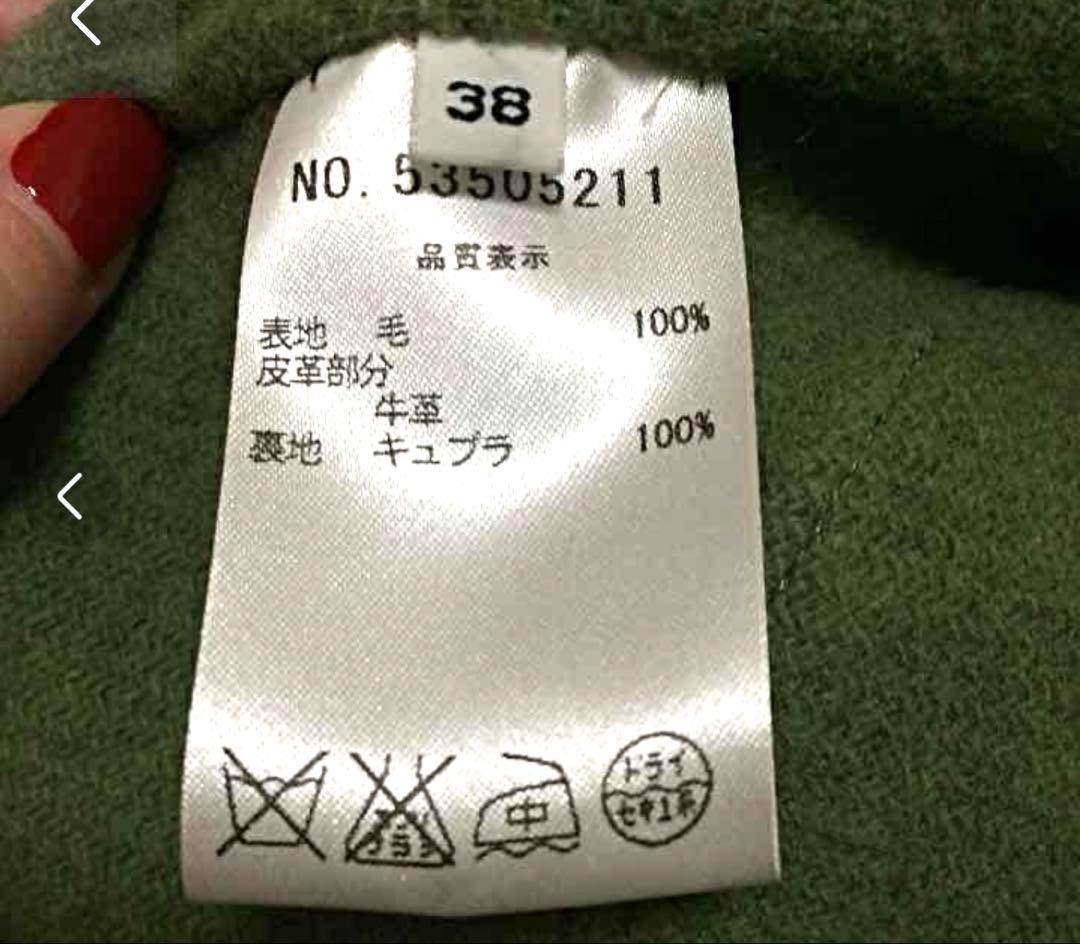 38
NO. 53505211
品質表示
表地 毛 100%
皮革部分
牛革
裏地 キュプラ 100%
中
ドライ
セキユ系